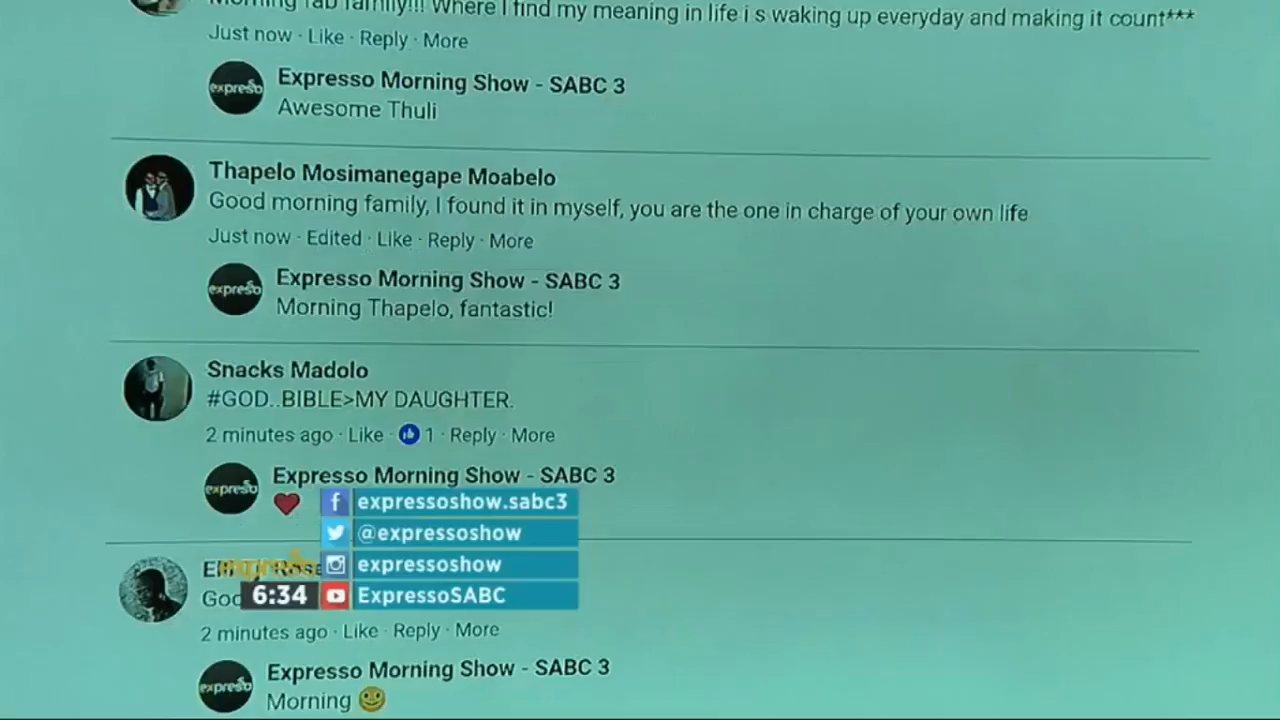 Morning fab family!!! Where I find my meaning in life i s waking up everyday and making it count***
Just now · Like · Reply · More
expresso
Expresso Morning Show - SABC 3
Awesome Thuli
Thapelo Mosimanegape Moabelo
Good morning family, I found it in myself, you are the one in charge of your own life
Just now · Edited · Like · Reply · More
expresso
Expresso Morning Show - SABC 3
Morning Thapelo, fantastic!
Snacks Madolo
#GOD..BIBLE>MY DAUGHTER.
2 minutes ago · Like · 1 · Reply · More
expresso
Expresso Morning Show - SABC 3
❤
f expressoshow.sabc3
@expressoshow
expressoshow
ExpressoSABC
expresso
6:34
2 minutes ago · Like · Reply · More
expresso
Expresso Morning Show - SABC 3
Morning 🙂